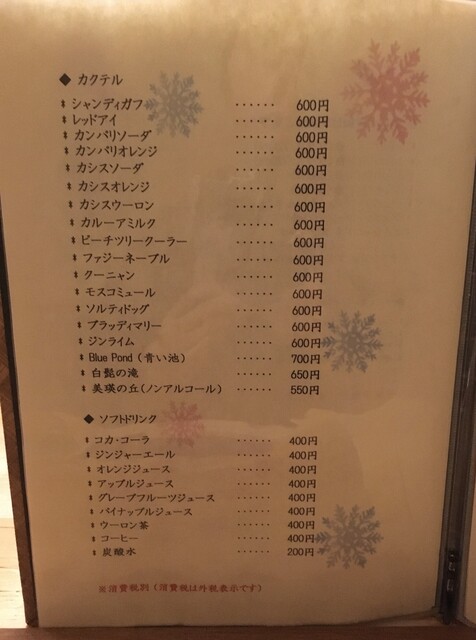 ◆ カクテル
シャンディガフ ······ 600円
レッドアイ ······ 600円
カンパリソーダ ······ 600円
カンパリオレンジ ······ 600円
カシスソーダ ······ 600円
カシスオレンジ ······ 600円
カシスウーロン ······ 600円
カルーアミルク ······ 600円
ピーチツリークーラー ······ 600円
ファジーネーブル ······ 600円
クーニャン ······ 600円
モスコミュール ······ 600円
ソルティドッグ ······ 600円
ブラッディマリー ······ 600円
ジンライム ······ 600円
Blue Pond (青い池) ······ 700円
白髭の滝 ······ 650円
美瑛の丘(ノンアルコール) ······ 550円
◆ ソフトドリンク
コカ・コーラ ······ 400円
ジンジャーエール ······ 400円
オレンジジュース ······ 400円
アップルジュース ······ 400円
グレープフルーツジュース ······ 400円
パイナップルジュース ······ 400円
ウーロン茶 ······ 400円
コーヒー ······ 400円
炭酸水 ······ 200円
※消費税別 (消費税は外税表示です)